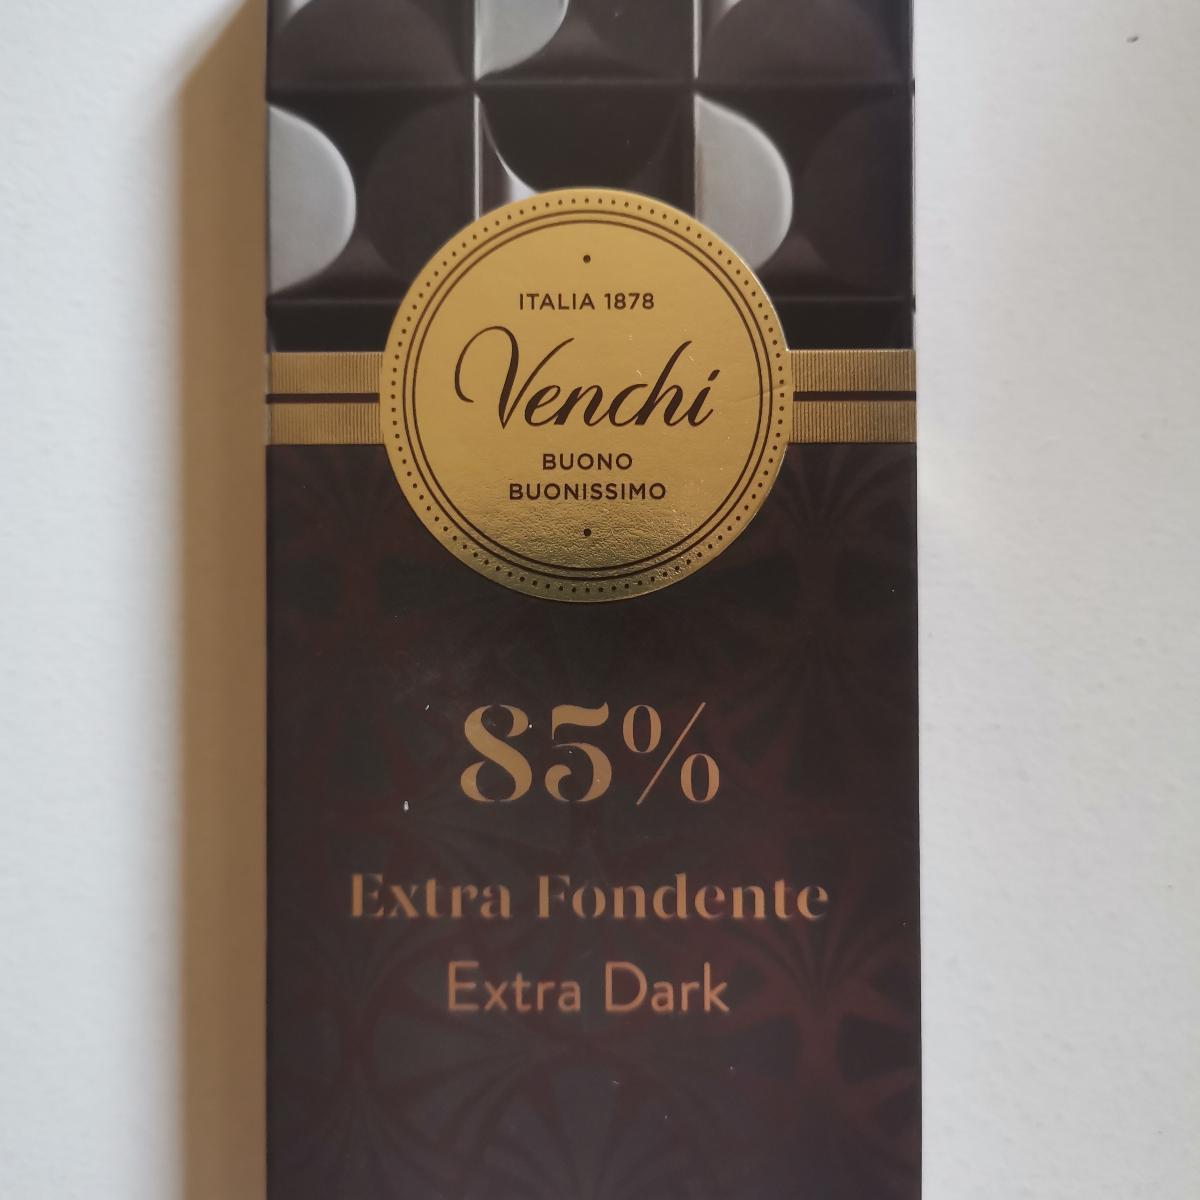 ITALIA 1878
Venchi
BUONO
BUONISSIMO
85%
Extra Fondente
Extra Dark